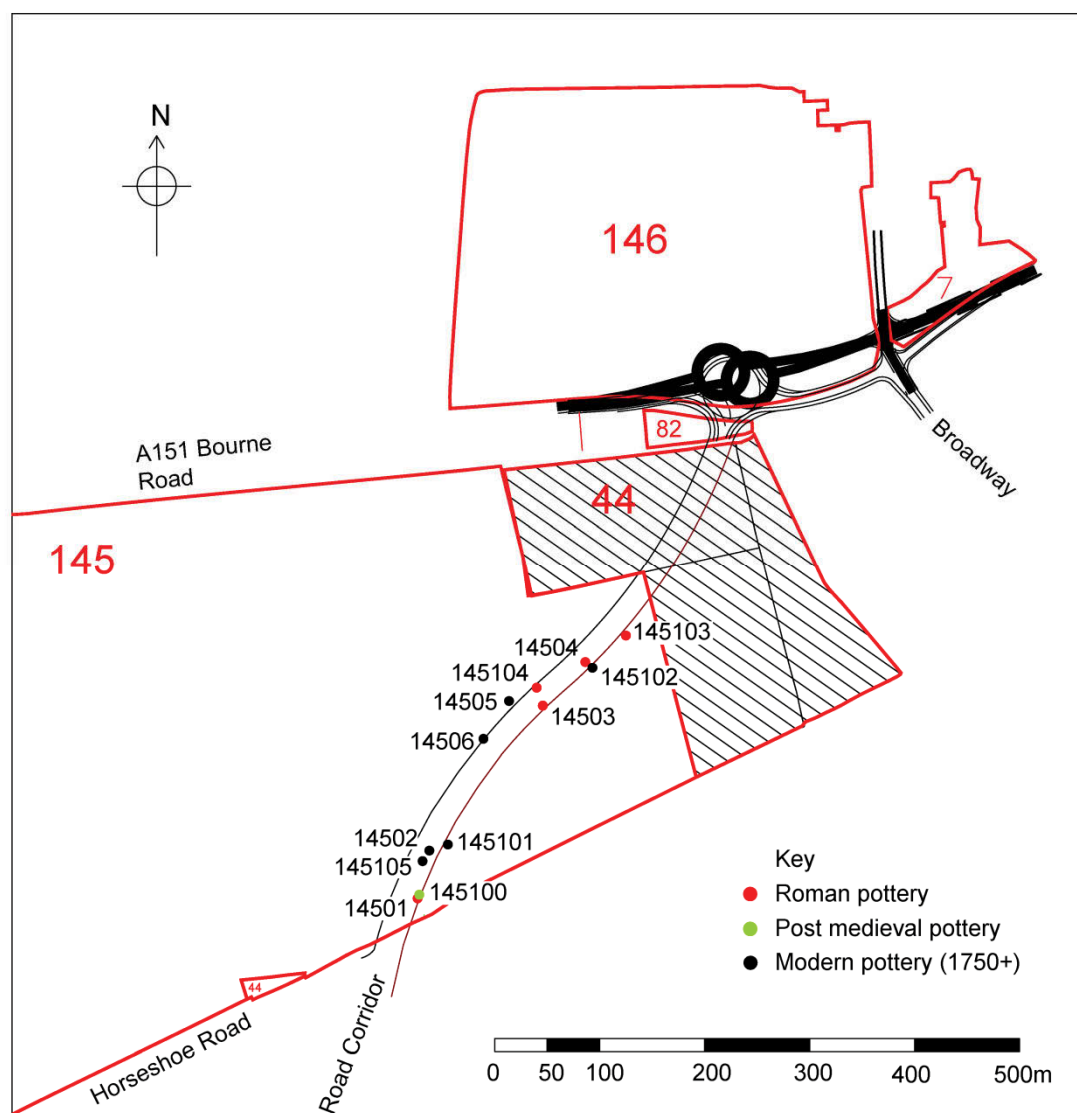 N
146
7
A151 Bourne
Road
1
82
Broadway
44
145
145103
14504
145102
145104
14505
14503
14506
14502
145101
145105
145100
14501
Key
Roman pottery
Post medieval pottery
Modern pottery (1750+)
44
Horseshoe Road
Road Corridor
0 50 100 200 300 400 500m